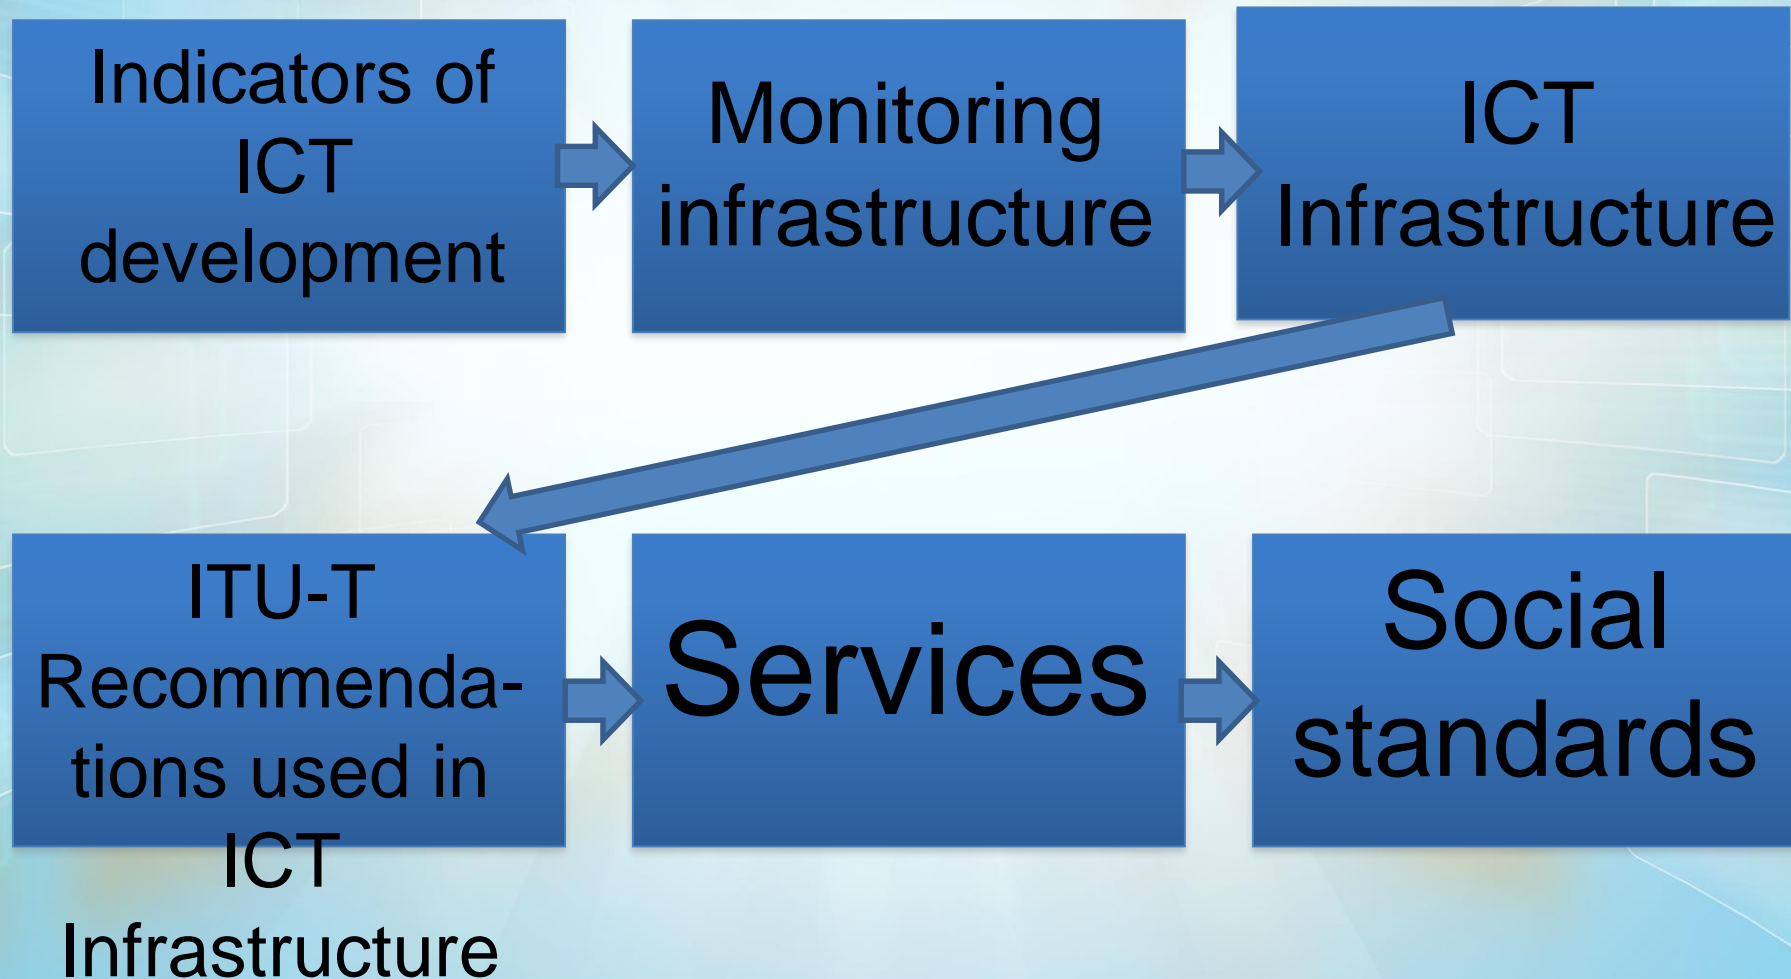 Indicators of
ICT
development
Monitoring
infrastructure
ICT
Infrastructure
ITU-T
Recommenda-
tions used in
ICT
Infrastructure
Services
Social
standards